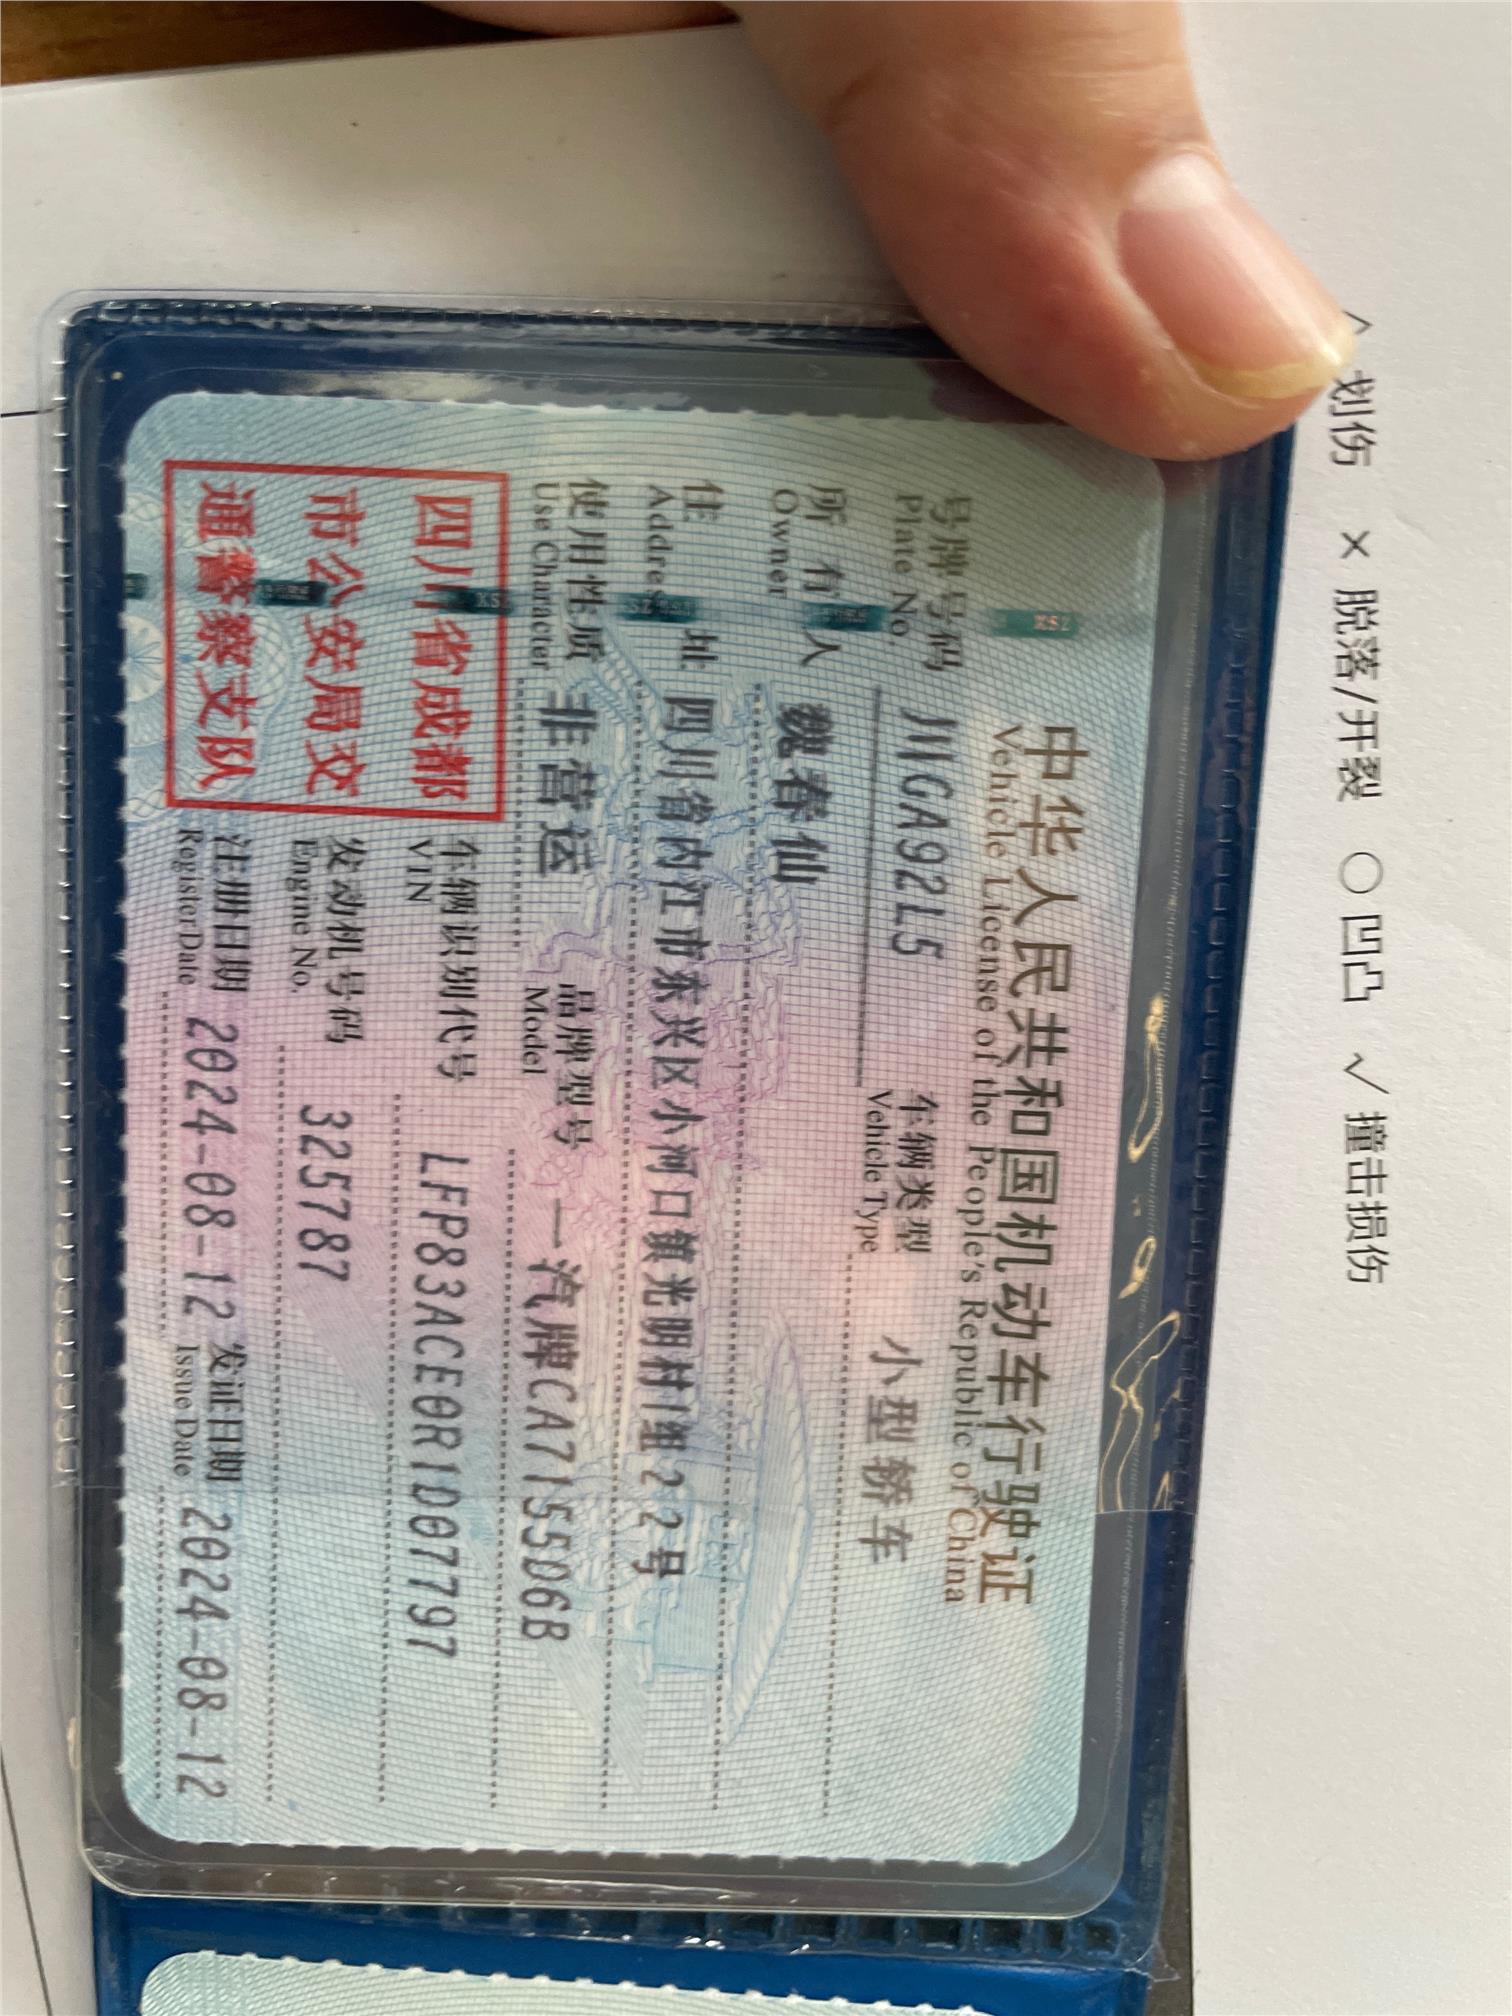 划伤 × 脱落/开裂 ○ 凹凸 √ 撞击损伤
中华人民共和国机动车行驶证
Vehicle License of the People's Republic of China
号牌号码 川GA92L5 车辆类型 小型轿车
Plate No. Vehicle Type
所有人 魏春仙
Owner
住址 四川省内江市东兴区小河口镇光明村1组22号
Address
使用性质 非营运 品牌型号 一汽牌CA7155D6B
Use Character Model
四川省成都
市公安局交
通警察支队
车辆识别代号 LFP83ACE0R1D07797
VIN
发动机号码 325787
Engine No.
注册日期 2024-08-12 发证日期 2024-08-12
Register Date Issue Date